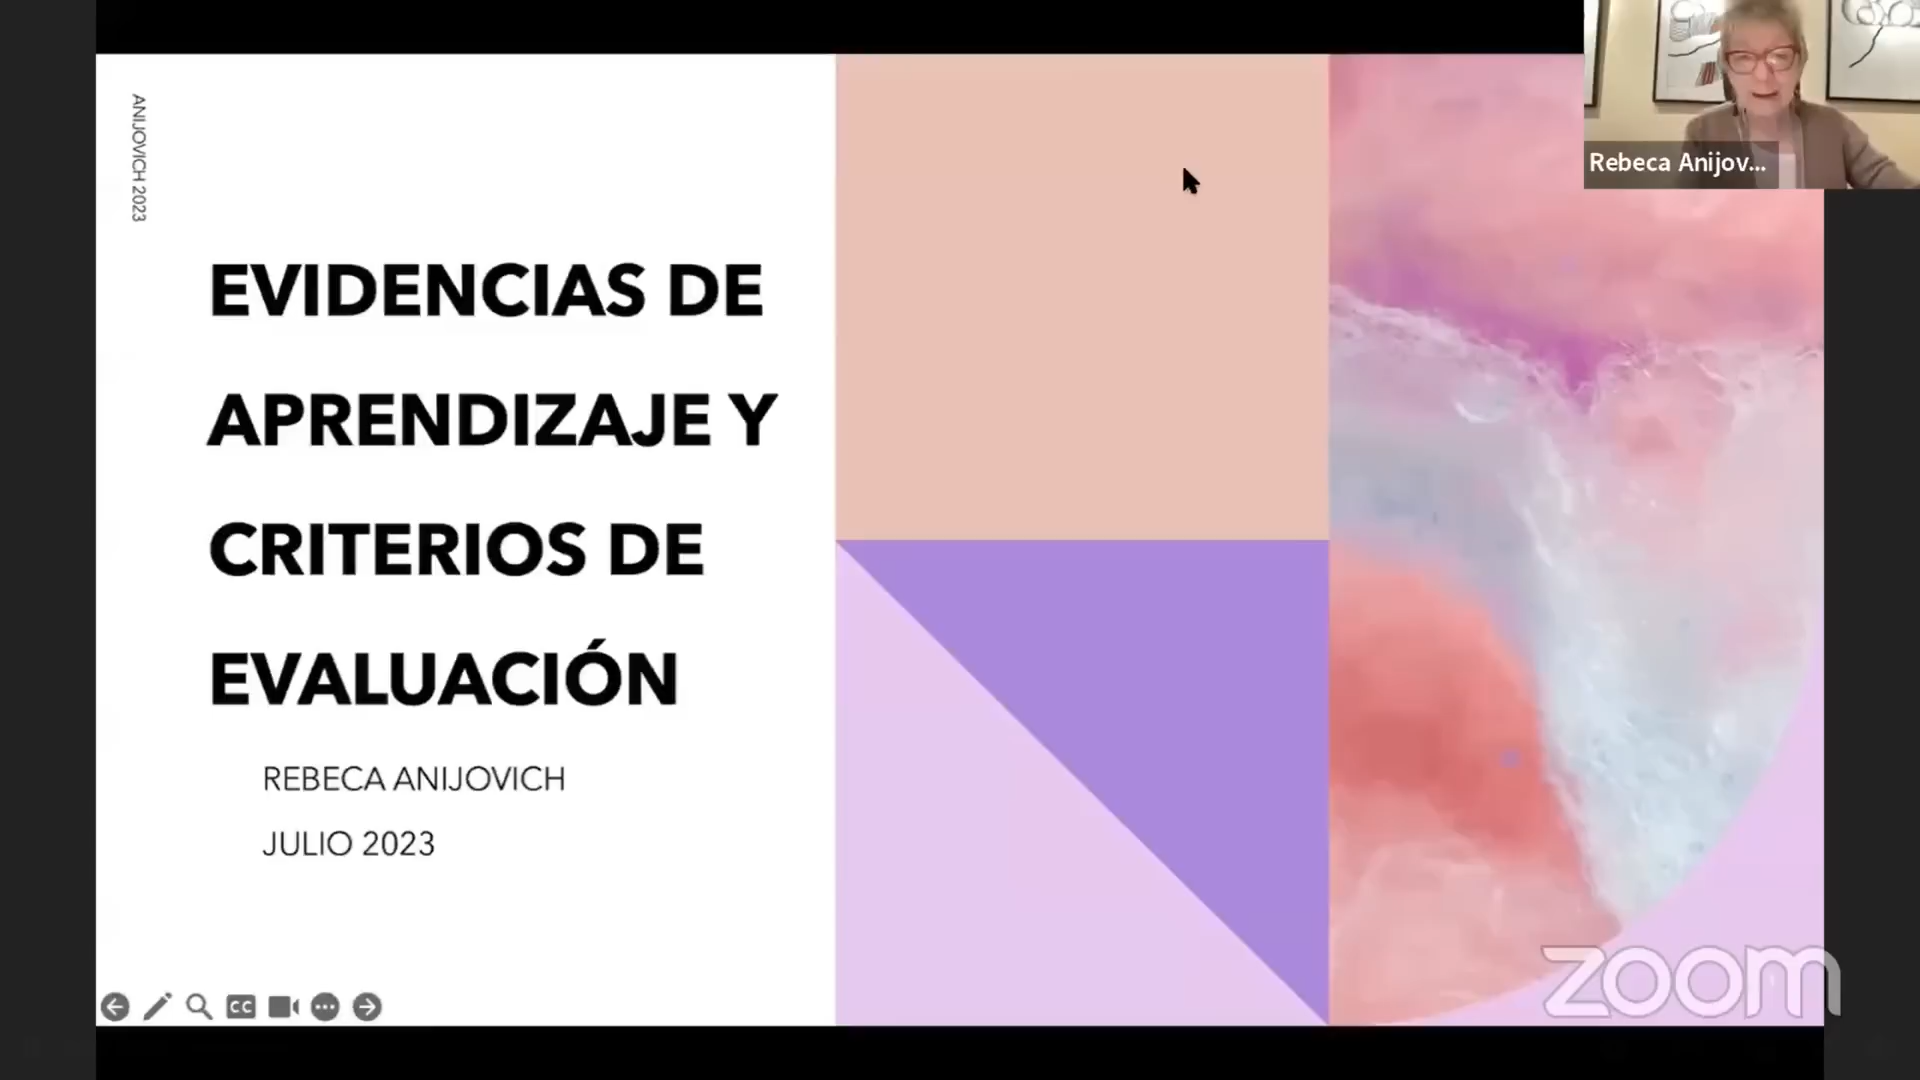 ANIJOVICH 2023
EVIDENCIAS DE
APRENDIZAJE Y
CRITERIOS DE
EVALUACIÓN
REBECA ANIJOVICH
JULIO 2023
Rebeca Anijov...
CC
zoom